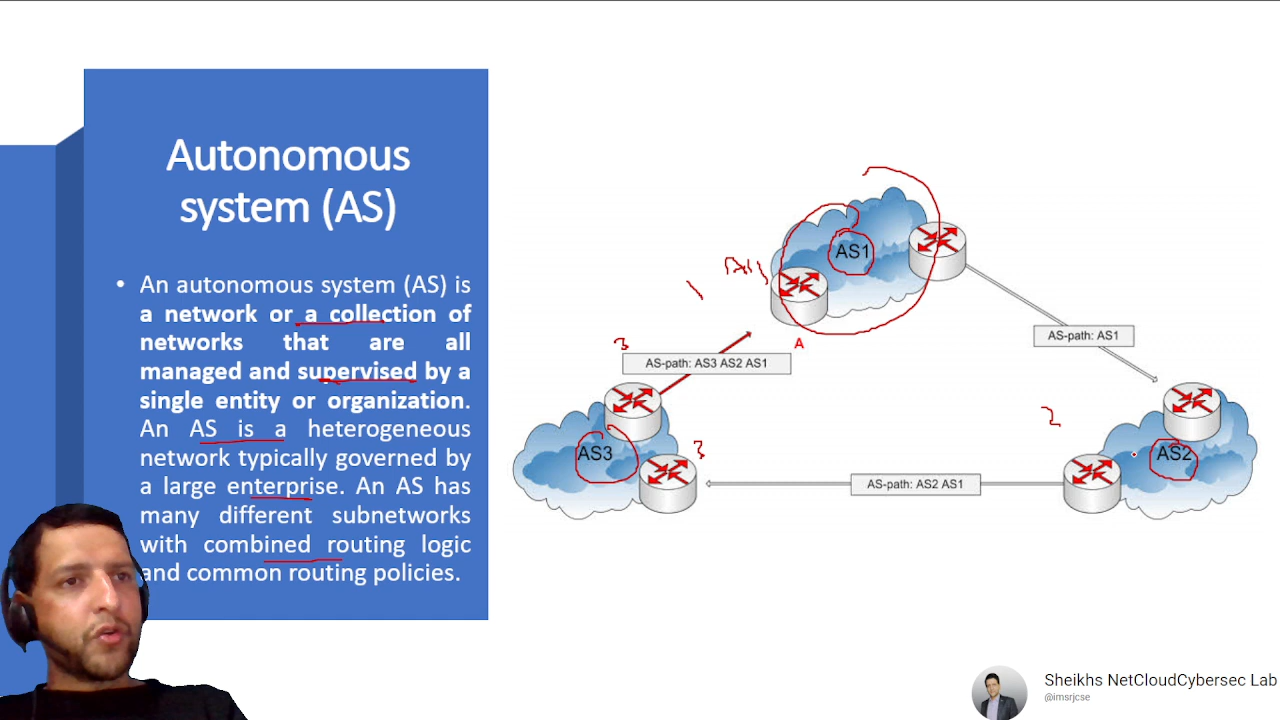 Autonomous
system (AS)
• An autonomous system (AS) is
a network or a collection of
networks that are all
managed and supervised by a
single entity or organization.
An AS is a heterogeneous
network typically governed by
a large enterprise. An AS has
many different subnetworks
with combined routing logic
and common routing policies.
AS1
A
AS-path: AS1
3
AS-path: AS3 AS2 AS1
2
AS3
3
AS2
AS-path: AS2 AS1
Sheikhs NetCloudCybersec Lab
@imsrjcse